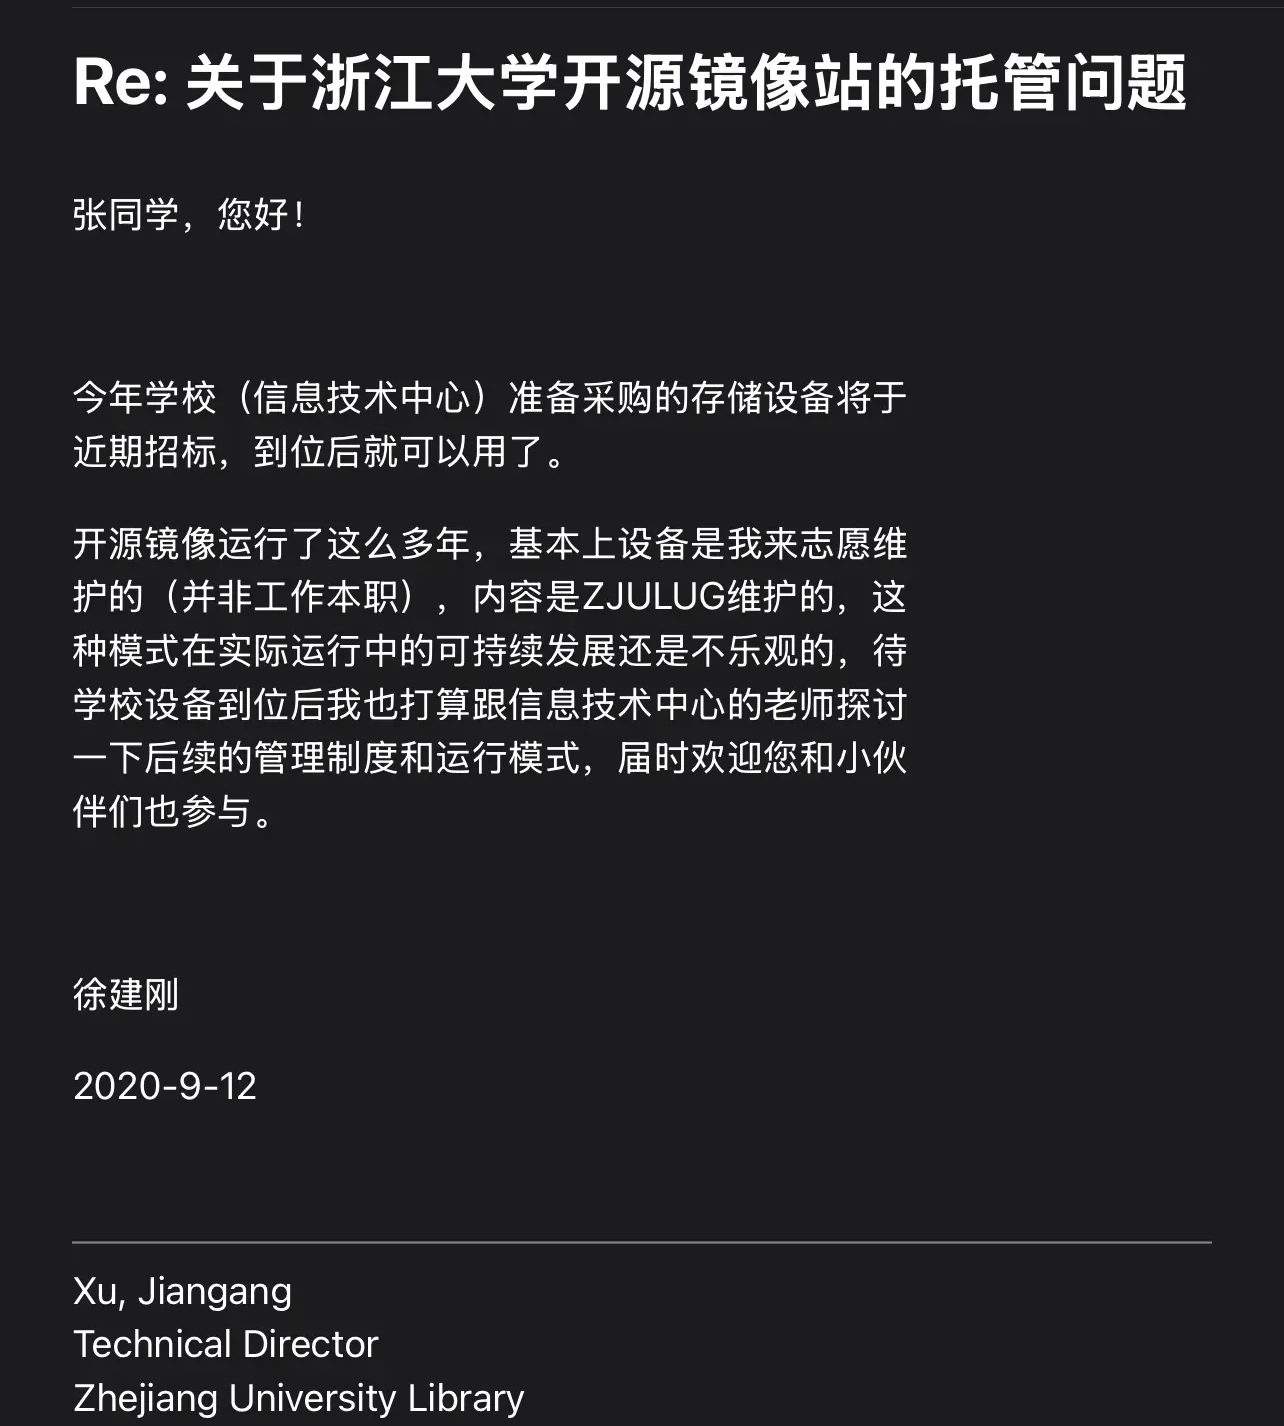 Re: 关于浙江大学开源镜像站的托管问题
张同学，您好！
今年学校（信息技术中心）准备采购的存储设备将于
近期招标，到位后就可以用了。
开源镜像运行了这么多年，基本上设备是我来志愿维
护的（并非工作本职），内容是ZJULUG维护的，这
种模式在实际运行中的可持续发展还是不乐观的，待
学校设备到位后我也打算跟信息技术中心的老师探讨
一下后续的管理制度和运行模式，届时欢迎您和小伙
伴们也参与。
徐建刚
2020-9-12
Xu, Jiangang
Technical Director
Zhejiang University Library